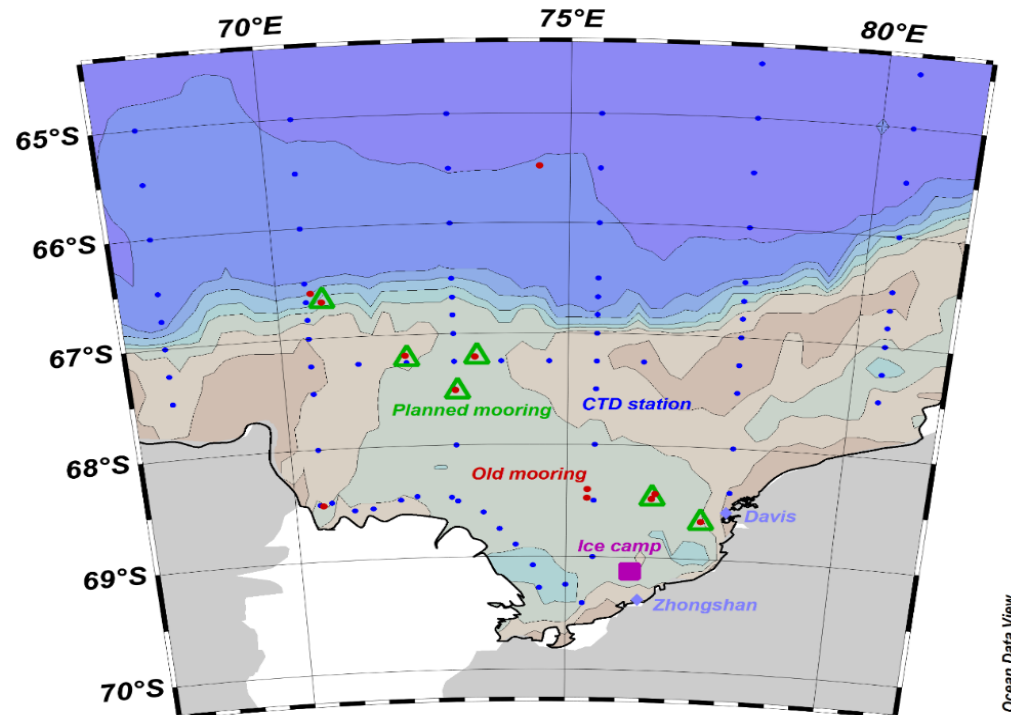 70°E
75°E
80°E
65°S
66°S
67°S
68°S
69°S
70°S
CTD station
Planned mooring
Old mooring
Davis
Ice camp
Zhongshan
Ocean Data View